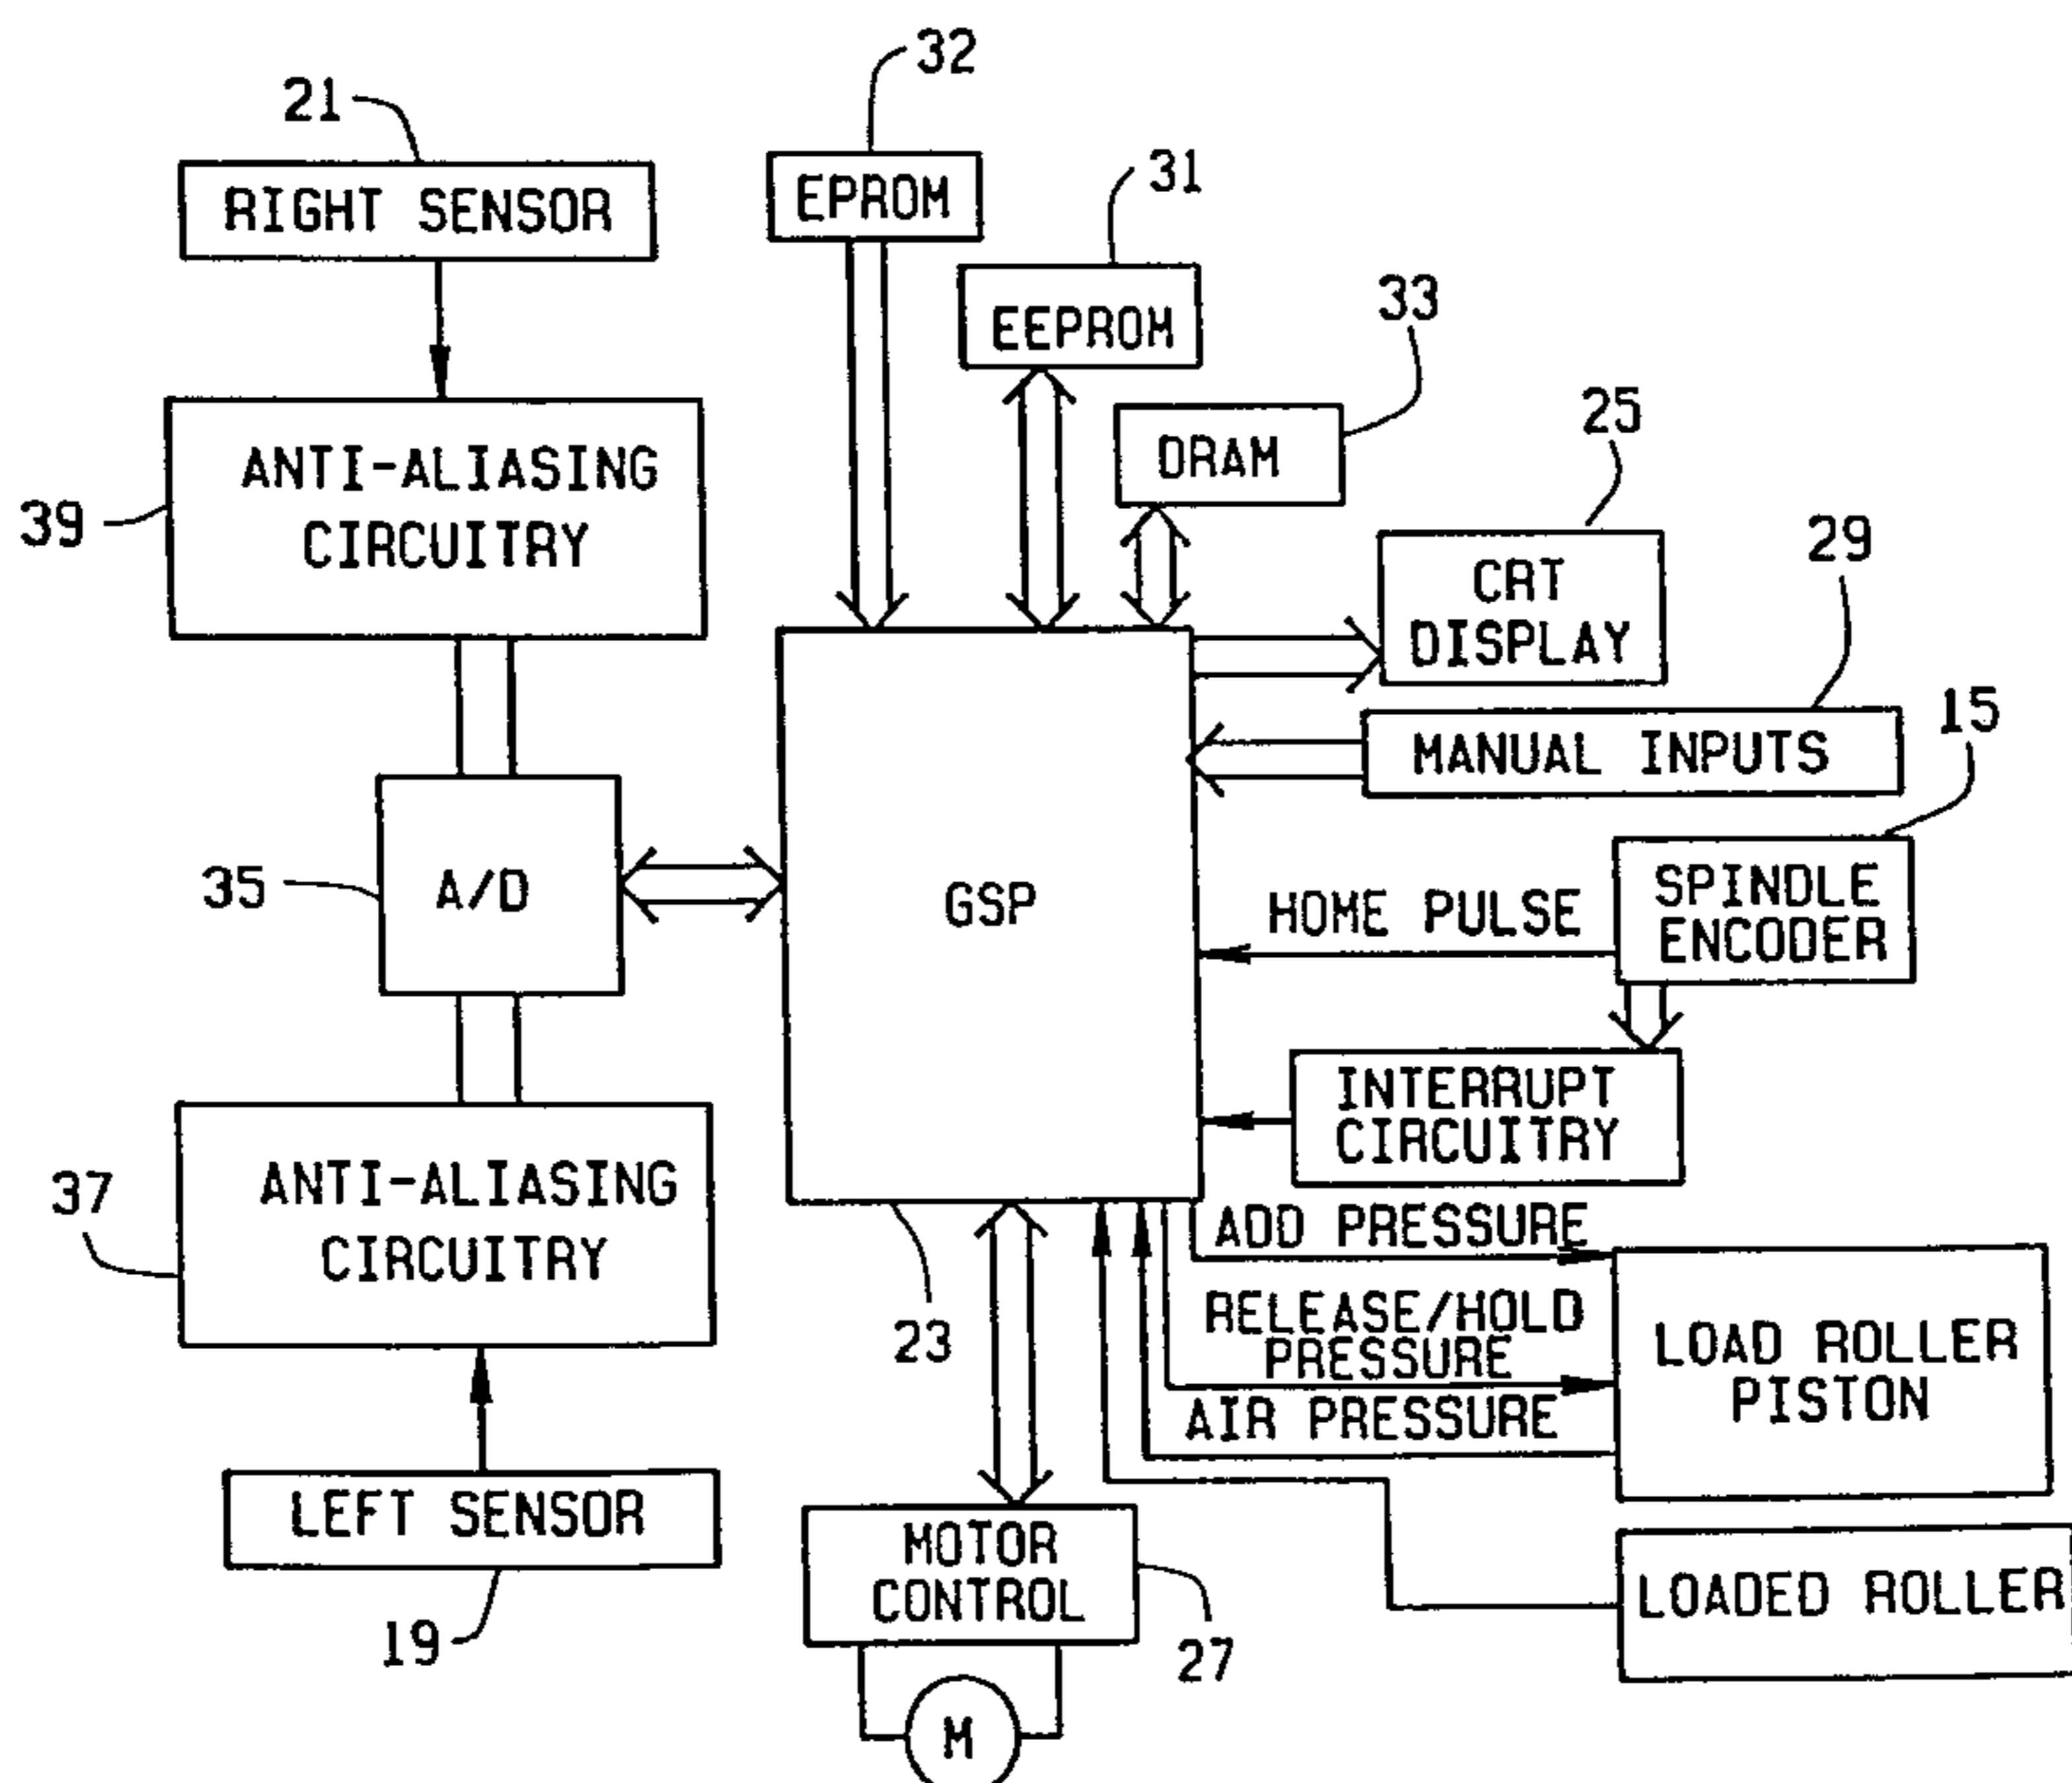 32
21
RIGHT SENSOR
EPROM
31
EEPROM
33
DRAM
25
ANTI-ALIASING
CIRCUITRY
39
CRT
DISPLAY
29
MANUAL INPUTS
15
35
A/D
GSP
HOME PULSE
SPINDLE
ENCODER
INTERRUPT
CIRCUITRY
37
ANTI-ALIASING
CIRCUITRY
23
ADD PRESSURE
RELEASE/HOLD
PRESSURE
AIR PRESSURE
LOAD ROLLER
PISTON
LEFT SENSOR
19
MOTOR
CONTROL
27
LOADED ROLLER
M